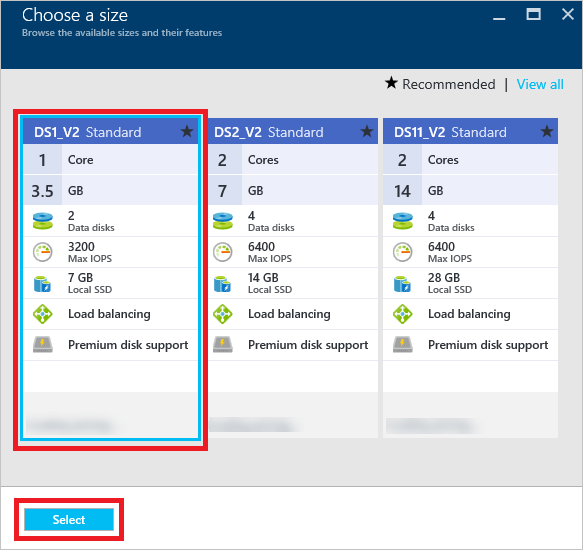 Choose a size
Browse the available sizes and their features
Recommended | View all
DS1_V2 Standard
1 Core
3.5 GB
2
Data disks
3200
Max IOPS
7 GB
Local SSD
Load balancing
Premium disk support
DS2_V2 Standard
2 Cores
7 GB
4
Data disks
6400
Max IOPS
14 GB
Local SSD
Load balancing
Premium disk support
DS11_V2 Standard
2 Cores
14 GB
4
Data disks
6400
Max IOPS
28 GB
Local SSD
Load balancing
Premium disk support
Select